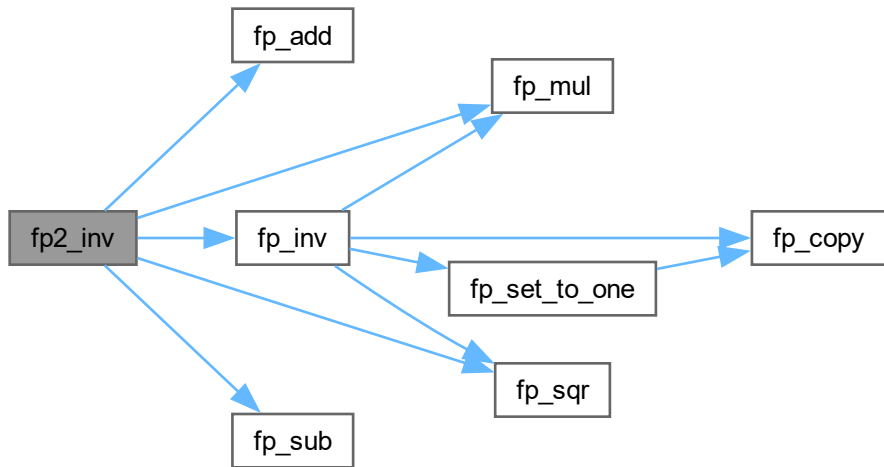 fp_add
fp_mul
fp2_inv
fp_inv
fp_copy
fp_set_to_one
fp_sqr
fp_sub